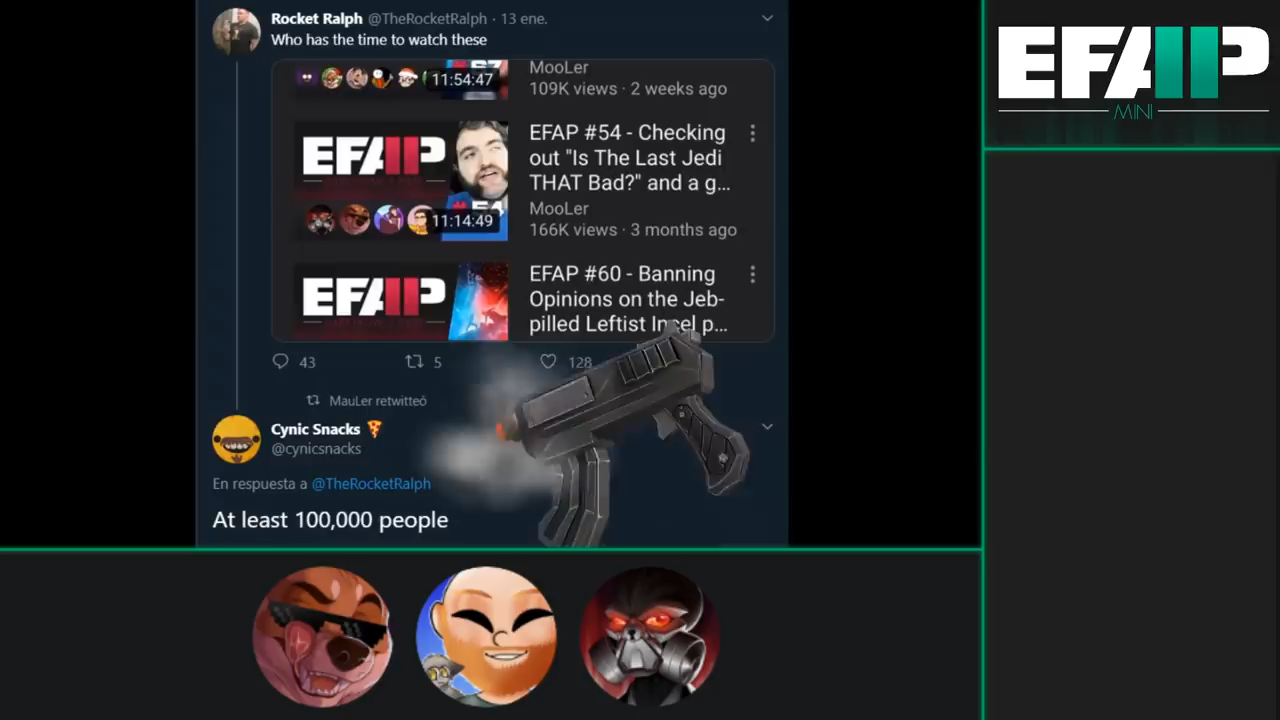 Rocket Ralph @TheRocketRalph · 13 ene.
Who has the time to watch these
11:54:47
MooLer
109K views · 2 weeks ago
EFAP
EFAP #54 - Checking
out "Is The Last Jedi
THAT Bad?" and a g...
#54
11:14:49
MooLer
166K views · 3 months ago
EFAP
EFAP #60 - Banning
Opinions on the Jeb-
pilled Leftist Incel p...
43
5
128
MauLer retwitteó
Cynic Snacks
@cynicsnacks
En respuesta a @TheRocketRalph
At least 100,000 people
EFAP
MINI